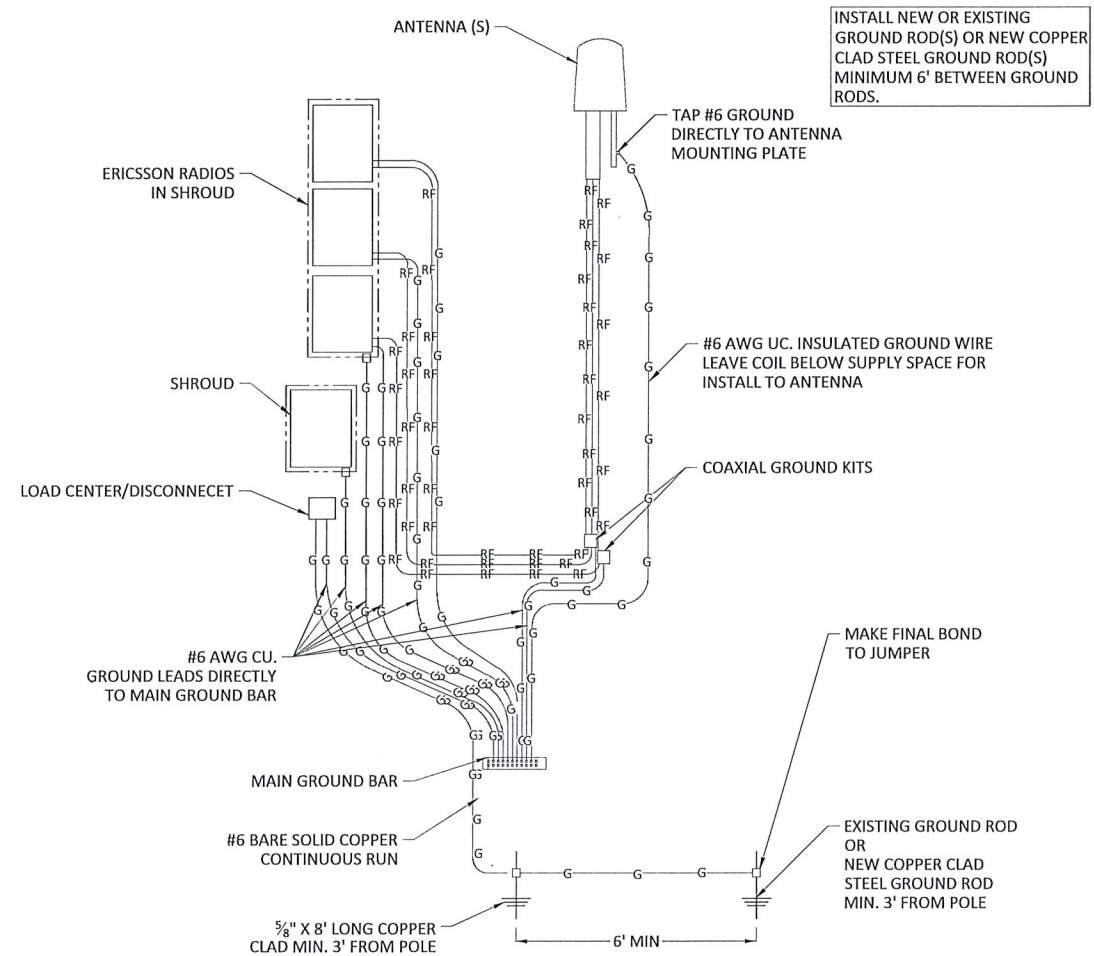 ANTENNA (S)
INSTALL NEW OR EXISTING
GROUND ROD(S) OR NEW COPPER
CLAD STEEL GROUND ROD(S)
MINIMUM 6' BETWEEN GROUND
RODS.
TAP #6 GROUND
DIRECTLY TO ANTENNA
MOUNTING PLATE
ERICSSON RADIOS
IN SHROUD
#6 AWG UC. INSULATED GROUND WIRE
LEAVE COIL BELOW SUPPLY SPACE FOR
INSTALL TO ANTENNA
SHROUD
COAXIAL GROUND KITS
LOAD CENTER/DISCONNECET
#6 AWG CU.
GROUND LEADS DIRECTLY
TO MAIN GROUND BAR
MAKE FINAL BOND
TO JUMPER
MAIN GROUND BAR
#6 BARE SOLID COPPER
CONTINUOUS RUN
EXISTING GROUND ROD
OR
NEW COPPER CLAD
STEEL GROUND ROD
MIN. 3' FROM POLE
⅝" X 8' LONG COPPER
CLAD MIN. 3' FROM POLE
6' MIN
RF
G